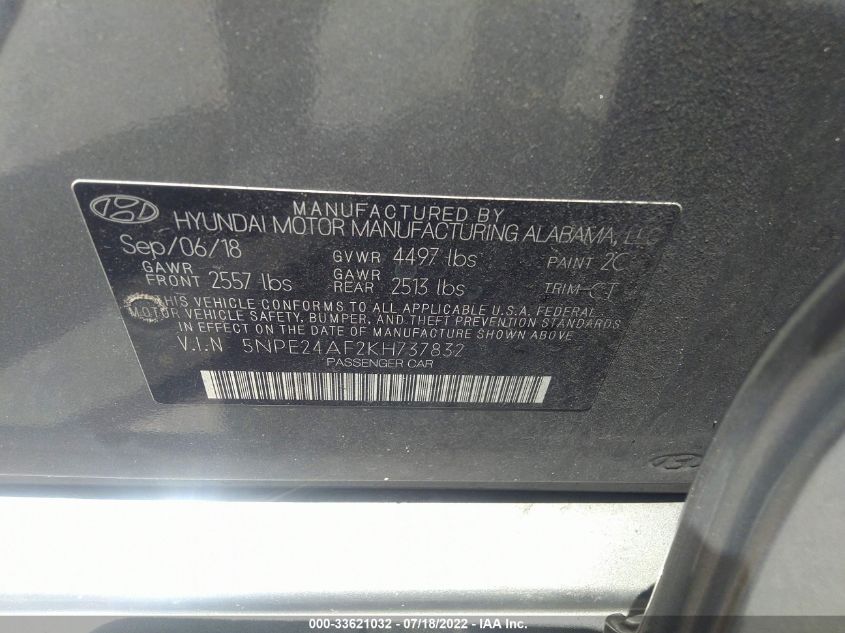 MANUFACTURED BY
HYUNDAI MOTOR MANUFACTURING ALABAMA, LLC
Sep/06/18 GVWR 4497 lbs PAINT 2C
GAWR FRONT 2557 lbs GAWR REAR 2513 lbs TRIM-CT
THIS VEHICLE CONFORMS TO ALL APPLICABLE U.S.A. FEDERAL
MOTOR VEHICLE SAFETY, BUMPER, AND THEFT PREVENTION STANDARDS
IN EFFECT ON THE DATE OF MANUFACTURE SHOWN ABOVE
V.I.N 5NPE24AF2KH737832
PASSENGER CAR
000-33621032 - 07/18/2022 - IAA Inc.